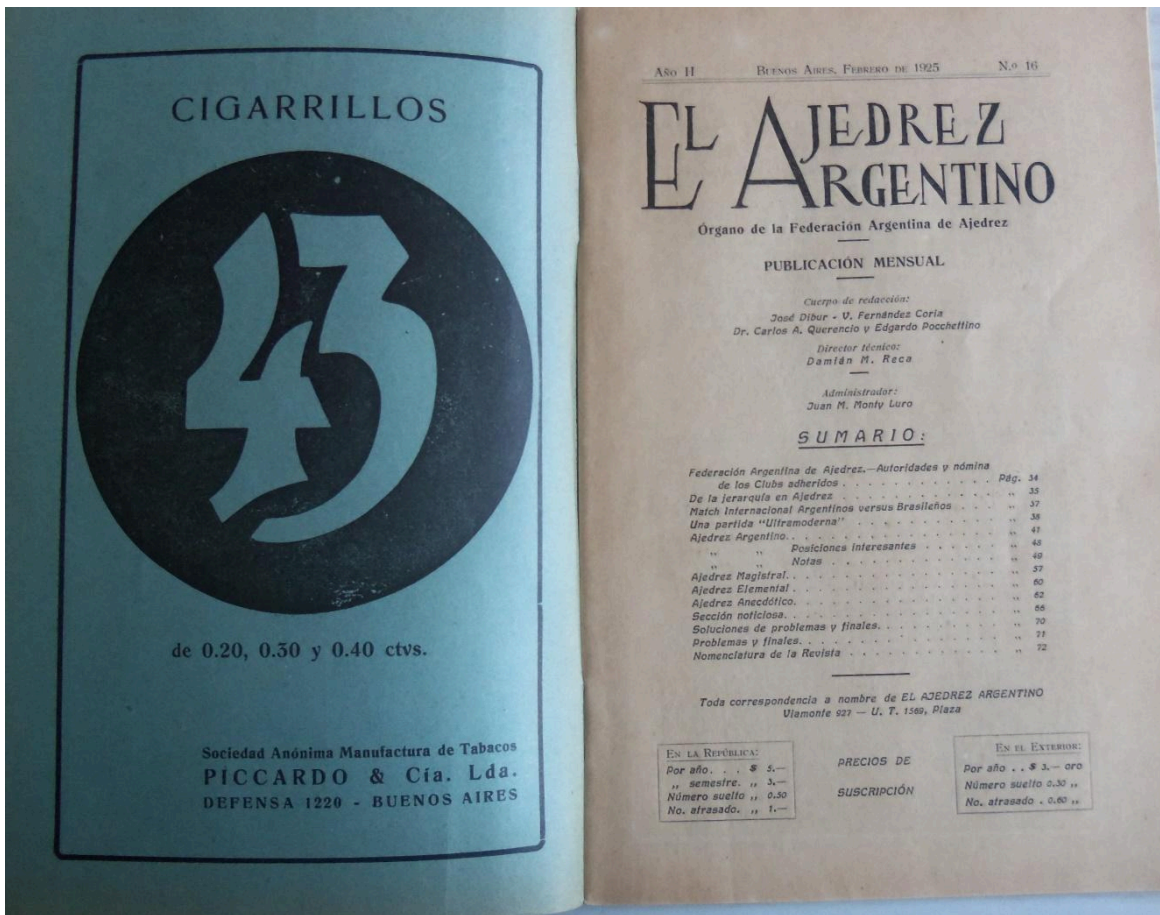 CIGARRILLOS
43
de 0.20, 0.30 y 0.40 ctvs.
Sociedad Anónima Manufactura de Tabacos
PICCARDO & Cía. Lda.
DEFENSA 1220 - BUENOS AIRES
Año II BUENOS AIRES, FEBRERO DE 1925 N.º 16
EL AJEDREZ
ARGENTINO
Órgano de la Federación Argentina de Ajedrez
PUBLICACIÓN MENSUAL
Cuerpo de redacción:
José Dibur - V. Fernández Coria
Dr. Carlos A. Querencio y Edgardo Pocchettino
Director técnico:
Damián M. Reca
Administrador:
Juan M. Monty Luro
SUMARIO:
Federación Argentina de Ajedrez.—Autoridades y nómina
de los Clubs adheridos . . . . . . . . . . . . Pág. 34
De la jerarquía en Ajedrez . . . . . . . . . . . . ,, 35
Match Internacional Argentinos versus Brasileños . . . ,, 37
Una partida "Ultramoderna" . . . . . . . . . . . ,, 38
Ajedrez Argentino. . . . . . . . . . . . . . . . ,, 41
,, ,, Posiciones interesantes . . . . . . ,, 48
,, ,, Notas . . . . . . . . . . . . ,, 49
Ajedrez Magistral. . . . . . . . . . . . . . . . ,, 57
Ajedrez Elemental . . . . . . . . . . . . . . . ,, 60
Ajedrez Anecdótico. . . . . . . . . . . . . . . ,, 62
Sección noticiosa. . . . . . . . . . . . . . . . ,, 66
Soluciones de problemas y finales. . . . . . . . . ,, 70
Problemas y finales. . . . . . . . . . . . . . . ,, 71
Nomenclatura de la Revista . . . . . . . . . . . ,, 72
Toda correspondencia a nombre de EL AJEDREZ ARGENTINO
Viamonte 927 — U. T. 1569, Plaza
EN LA REPÚBLICA:
Por año. . . $ 5.—
,, semestre. ,, 3.—
Número suelto ,, 0.50
No. atrasado. ,, 1.—
PRECIOS DE
SUSCRIPCIÓN
EN EL EXTERIOR:
Por año . . $ 3.— oro
Número suelto 0.30 ,,
No. atrasado . 0.60 ,,